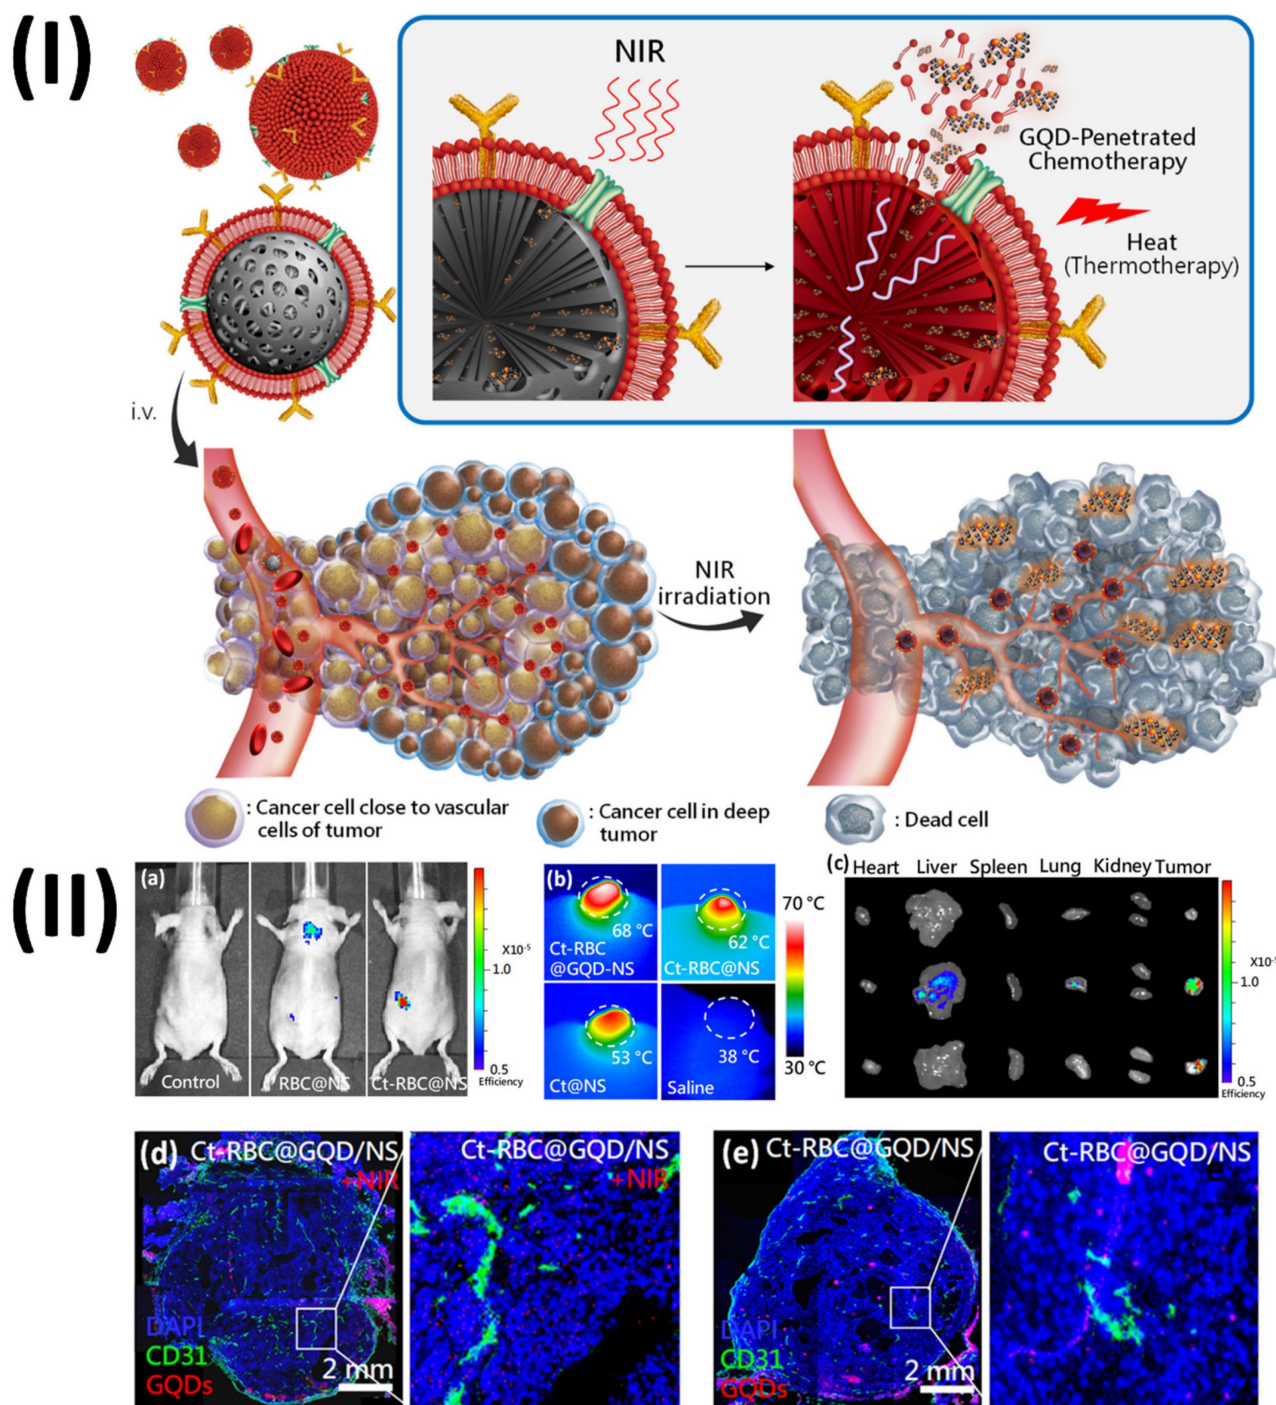 (I)
NIR
GQD-Penetrated
Chemotherapy
Heat
(Thermotherapy)
i.v.
NIR
irradiation
: Cancer cell close to vascular
cells of tumor
: Cancer cell in deep
tumor
: Dead cell
(II)
(a)
Control
RBC@NS
Ct-RBC@NS
X10⁻⁵
1.0
0.5
Efficiency
(b)
68 °C
Ct-RBC
@GQD-NS
62 °C
Ct-RBC@NS
53 °C
Ct@NS
38 °C
Saline
70 °C
30 °C
(c)
Heart Liver Spleen Lung Kidney Tumor
X10⁻⁵
1.0
0.5
Efficiency
(d)
Ct-RBC@GQD/NS
+NIR
DAPI
CD31
GQDs
2 mm
Ct-RBC@GQD/NS
+NIR
(e)
Ct-RBC@GQD/NS
DAPI
CD31
GQDs
2 mm
Ct-RBC@GQD/NS